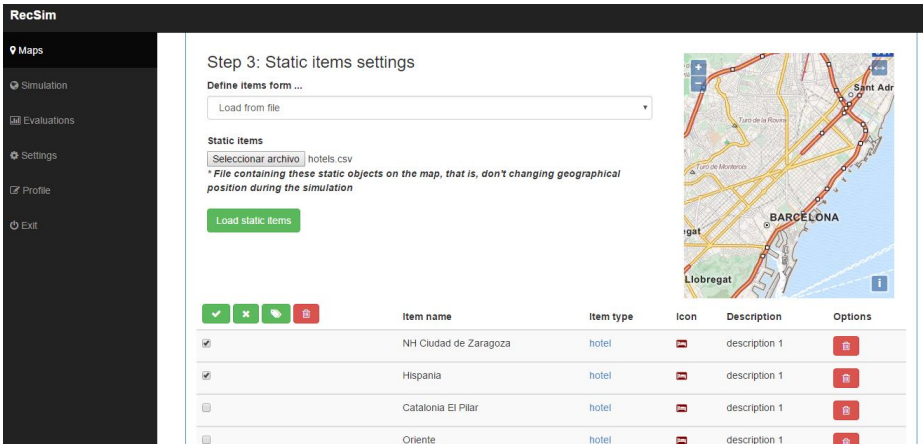 RecSim
Maps
Simulation
Evaluations
Settings
Profile
Exit
Step 3: Static items settings
Define items form ...
Load from file
Static items
Seleccionar archivo hotels.csv
* File containing these static objects on the map, that is, don't changing geographical
position during the simulation
Load static items
+
−
Sant Adr
Turó de la Rovira
Turó de Monterols
BARCELONA
egat
Llobregat
i
Item name Item type Icon Description Options
NH Ciudad de Zaragoza hotel description 1
Hispania hotel description 1
Catalonia El Pilar hotel description 1
Oriente hotel description 1